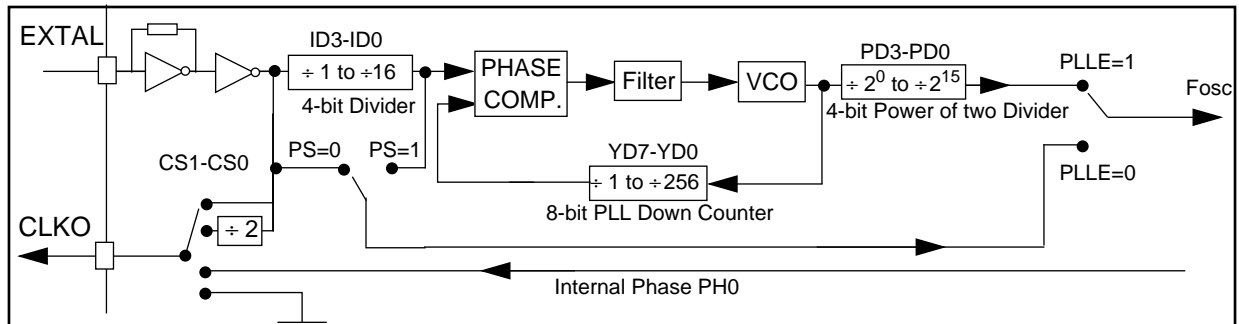 EXTAL
ID3-ID0
÷ 1 to ÷16
4-bit Divider
PHASE
COMP.
Filter
VCO
PD3-PD0
÷ 2⁰ to ÷2¹⁵
4-bit Power of two Divider
PLLE=1
Fosc
CS1-CS0
PS=0
PS=1
YD7-YD0
÷ 1 to ÷256
8-bit PLL Down Counter
PLLE=0
CLKO
÷ 2
Internal Phase PH0